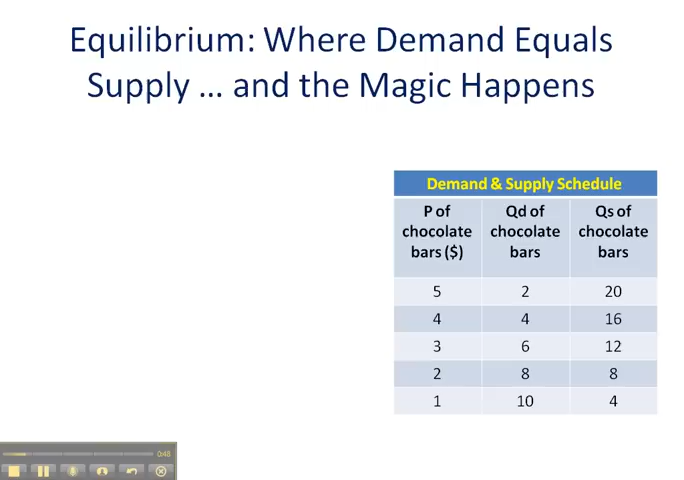 Equilibrium: Where Demand Equals
Supply … and the Magic Happens
Demand & Supply Schedule
P of chocolate bars ($) Qd of chocolate bars Qs of chocolate bars
5 2 20
4 4 16
3 6 12
2 8 8
1 10 4
0:48